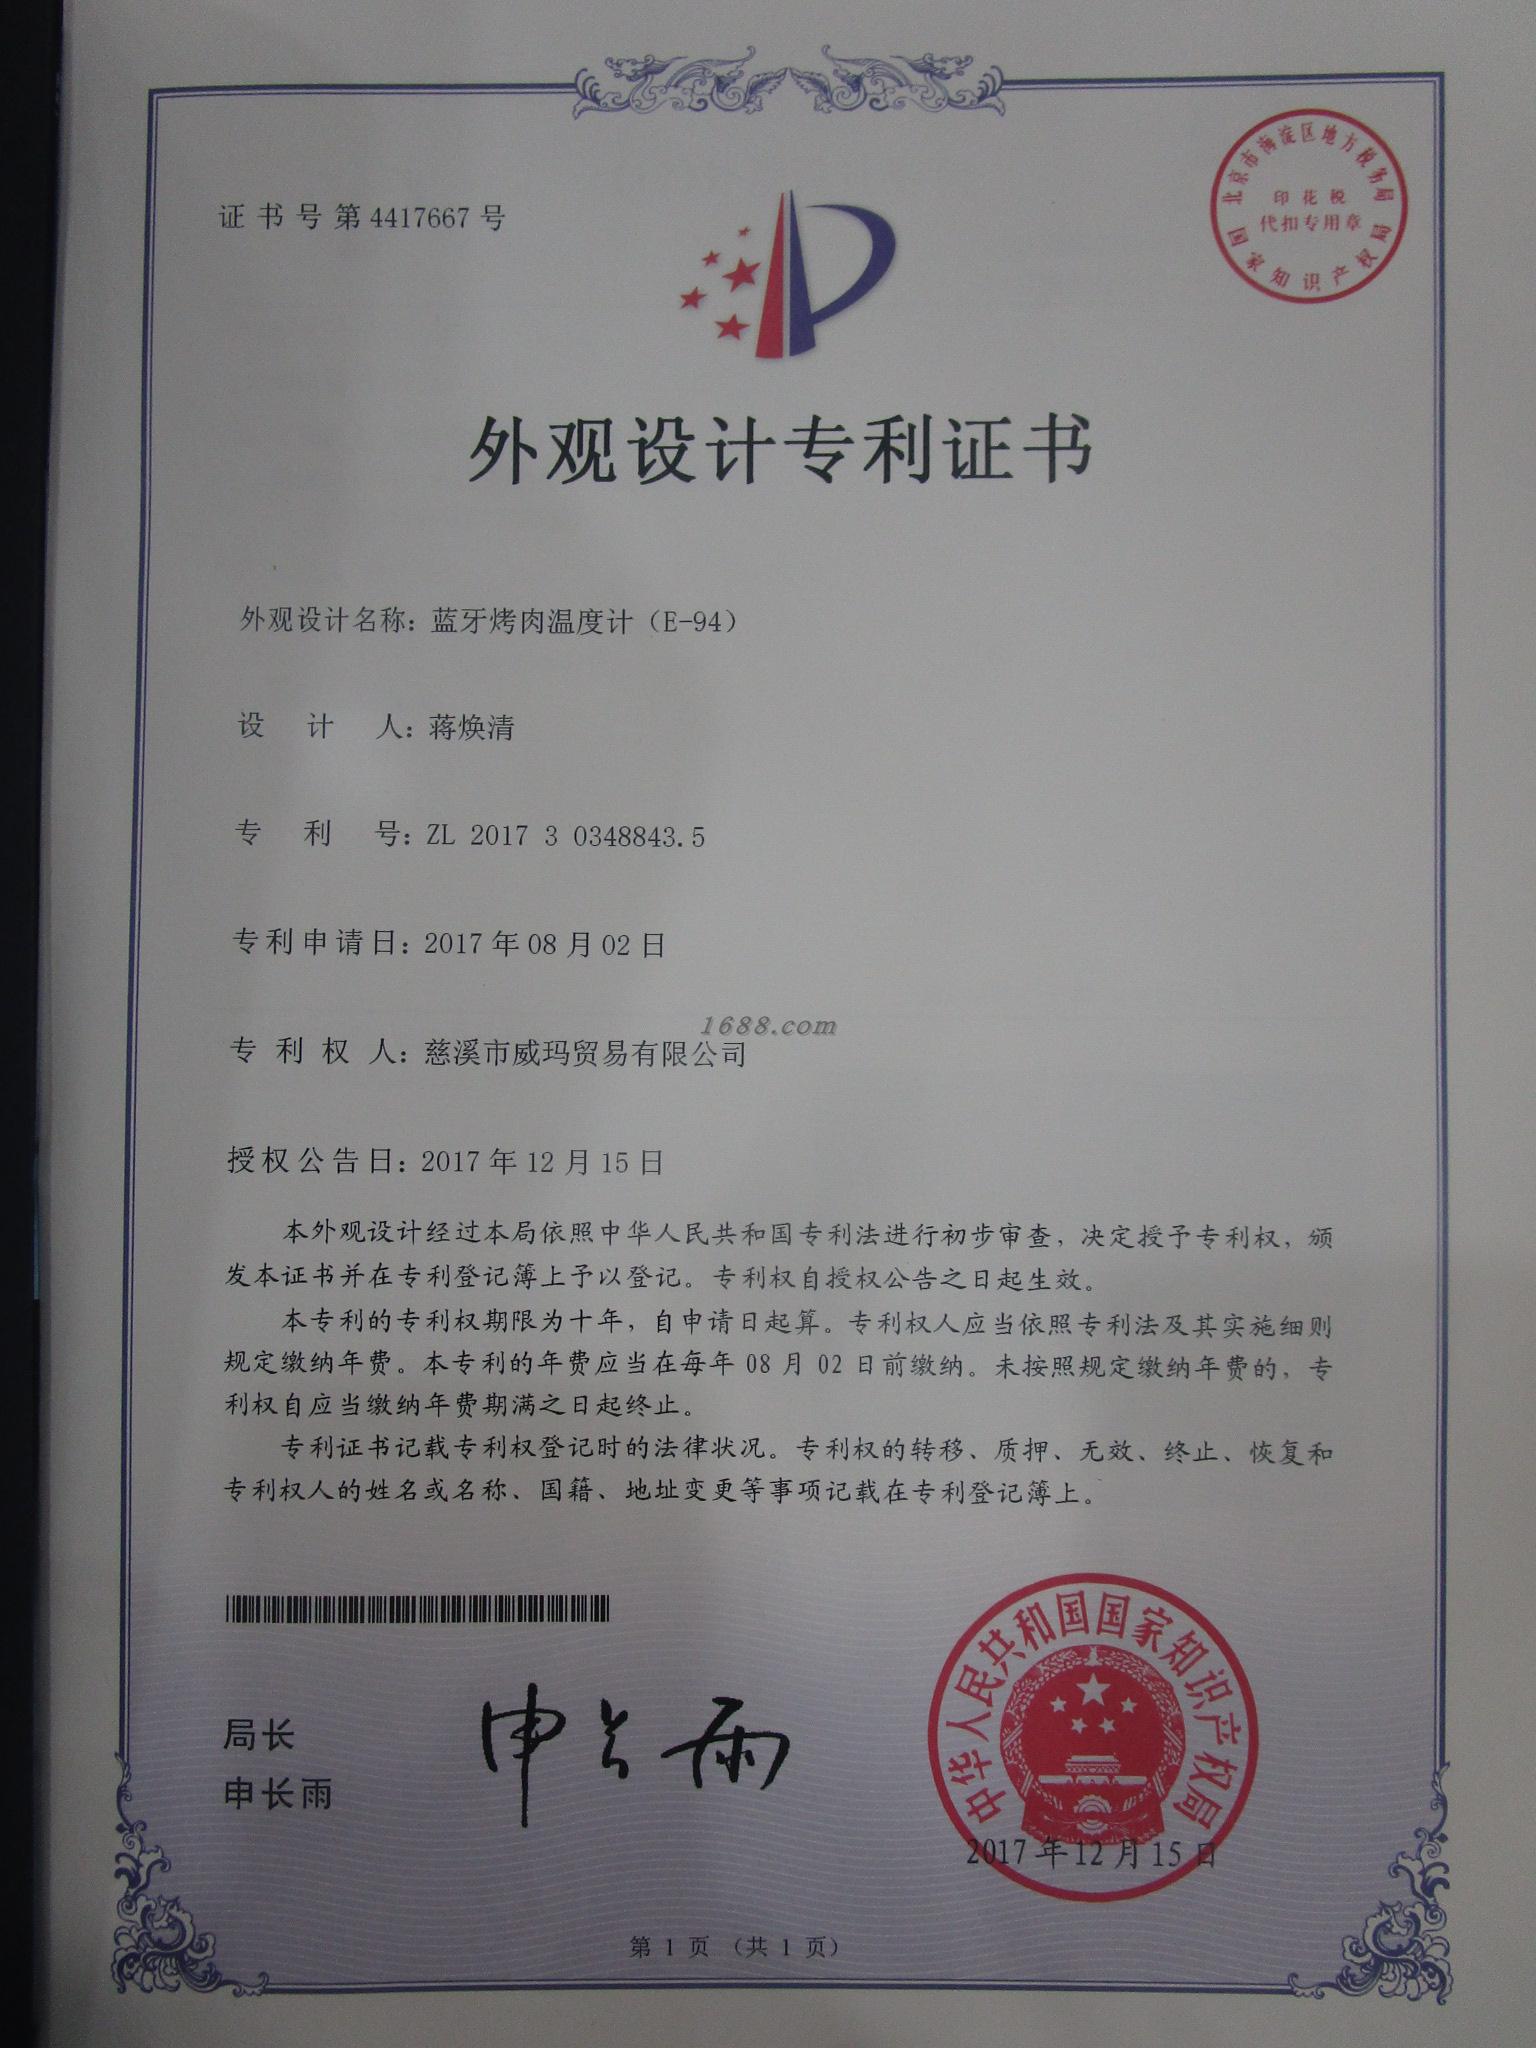 证书号第4417667号
北京市海淀区地方税务局
印花税
代扣专用章
国家知识产权局
外观设计专利证书
外观设计名称：蓝牙烤肉温度计（E-94）
设计人：蒋焕清
专利号：ZL 2017 3 0348843.5
专利申请日：2017年08月02日
1688.com
专利权人：慈溪市威玛贸易有限公司
授权公告日：2017年12月15日
本外观设计经过本局依照中华人民共和国专利法进行初步审查，决定授予专利权，颁
发本证书并在专利登记簿上予以登记。专利权自授权公告之日起生效。
本专利的专利权期限为十年，自申请日起算。专利权人应当依照专利法及其实施细则
规定缴纳年费。本专利的年费应当在每年08月02日前缴纳。未按照规定缴纳年费的，专
利权自应当缴纳年费期满之日起终止。
专利证书记载专利权登记时的法律状况。专利权的转移、质押、无效、终止、恢复和
专利权人的姓名或名称、国籍、地址变更等事项记载在专利登记簿上。
局长
申长雨
申长雨
中华人民共和国国家知识产权局
2017年12月15日
第1页（共1页）